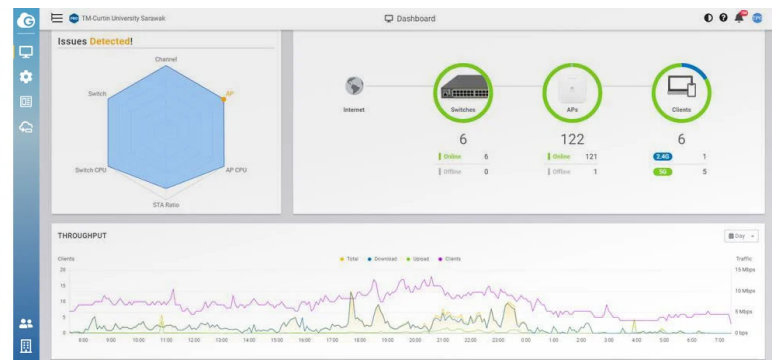 TM-Curtin University Sarawak
Dashboard
Issues Detected!
Channel
Switch
AP
Switch CPU
AP CPU
STA Ratio
Internet
Switches
APs
Clients
6
122
6
Online 6
Online 121
2.4G 1
Offline 0
Offline 1
5G 5
THROUGHPUT
Day
Clients
Total Download Upload Clients
Traffic
20
15 Mbps
15
10
10 Mbps
5
5 Mbps
0
0 bps
8:00 9:00 10:00 11:00 12:00 13:00 14:00 15:00 16:00 17:00 18:00 19:00 20:00 21:00 22:00 23:00 0:00 1:00 2:00 3:00 4:00 5:00 6:00 7:00